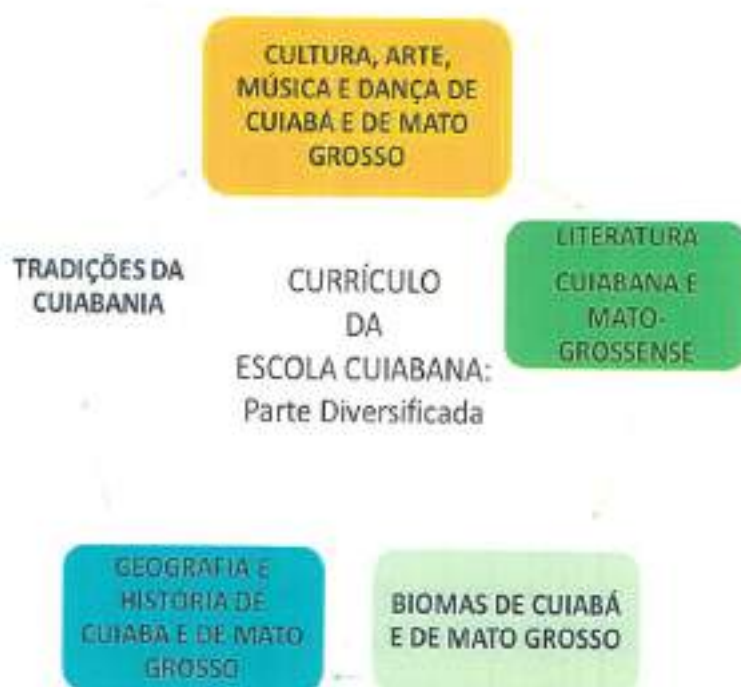 CULTURA, ARTE,
MÚSICA E DANÇA DE
CUIABÁ E DE MATO
GROSSO
LITERATURA
CUIABANA E
MATO-
GROSSENSE
TRADIÇÕES DA
CUIABANIA
CURRÍCULO
DA
ESCOLA CUIABANA:
Parte Diversificada
BIOMAS DE CUIABÁ
E DE MATO GROSSO
GEOGRAFIA E
HISTÓRIA DE
CUIABÁ E DE MATO
GROSSO